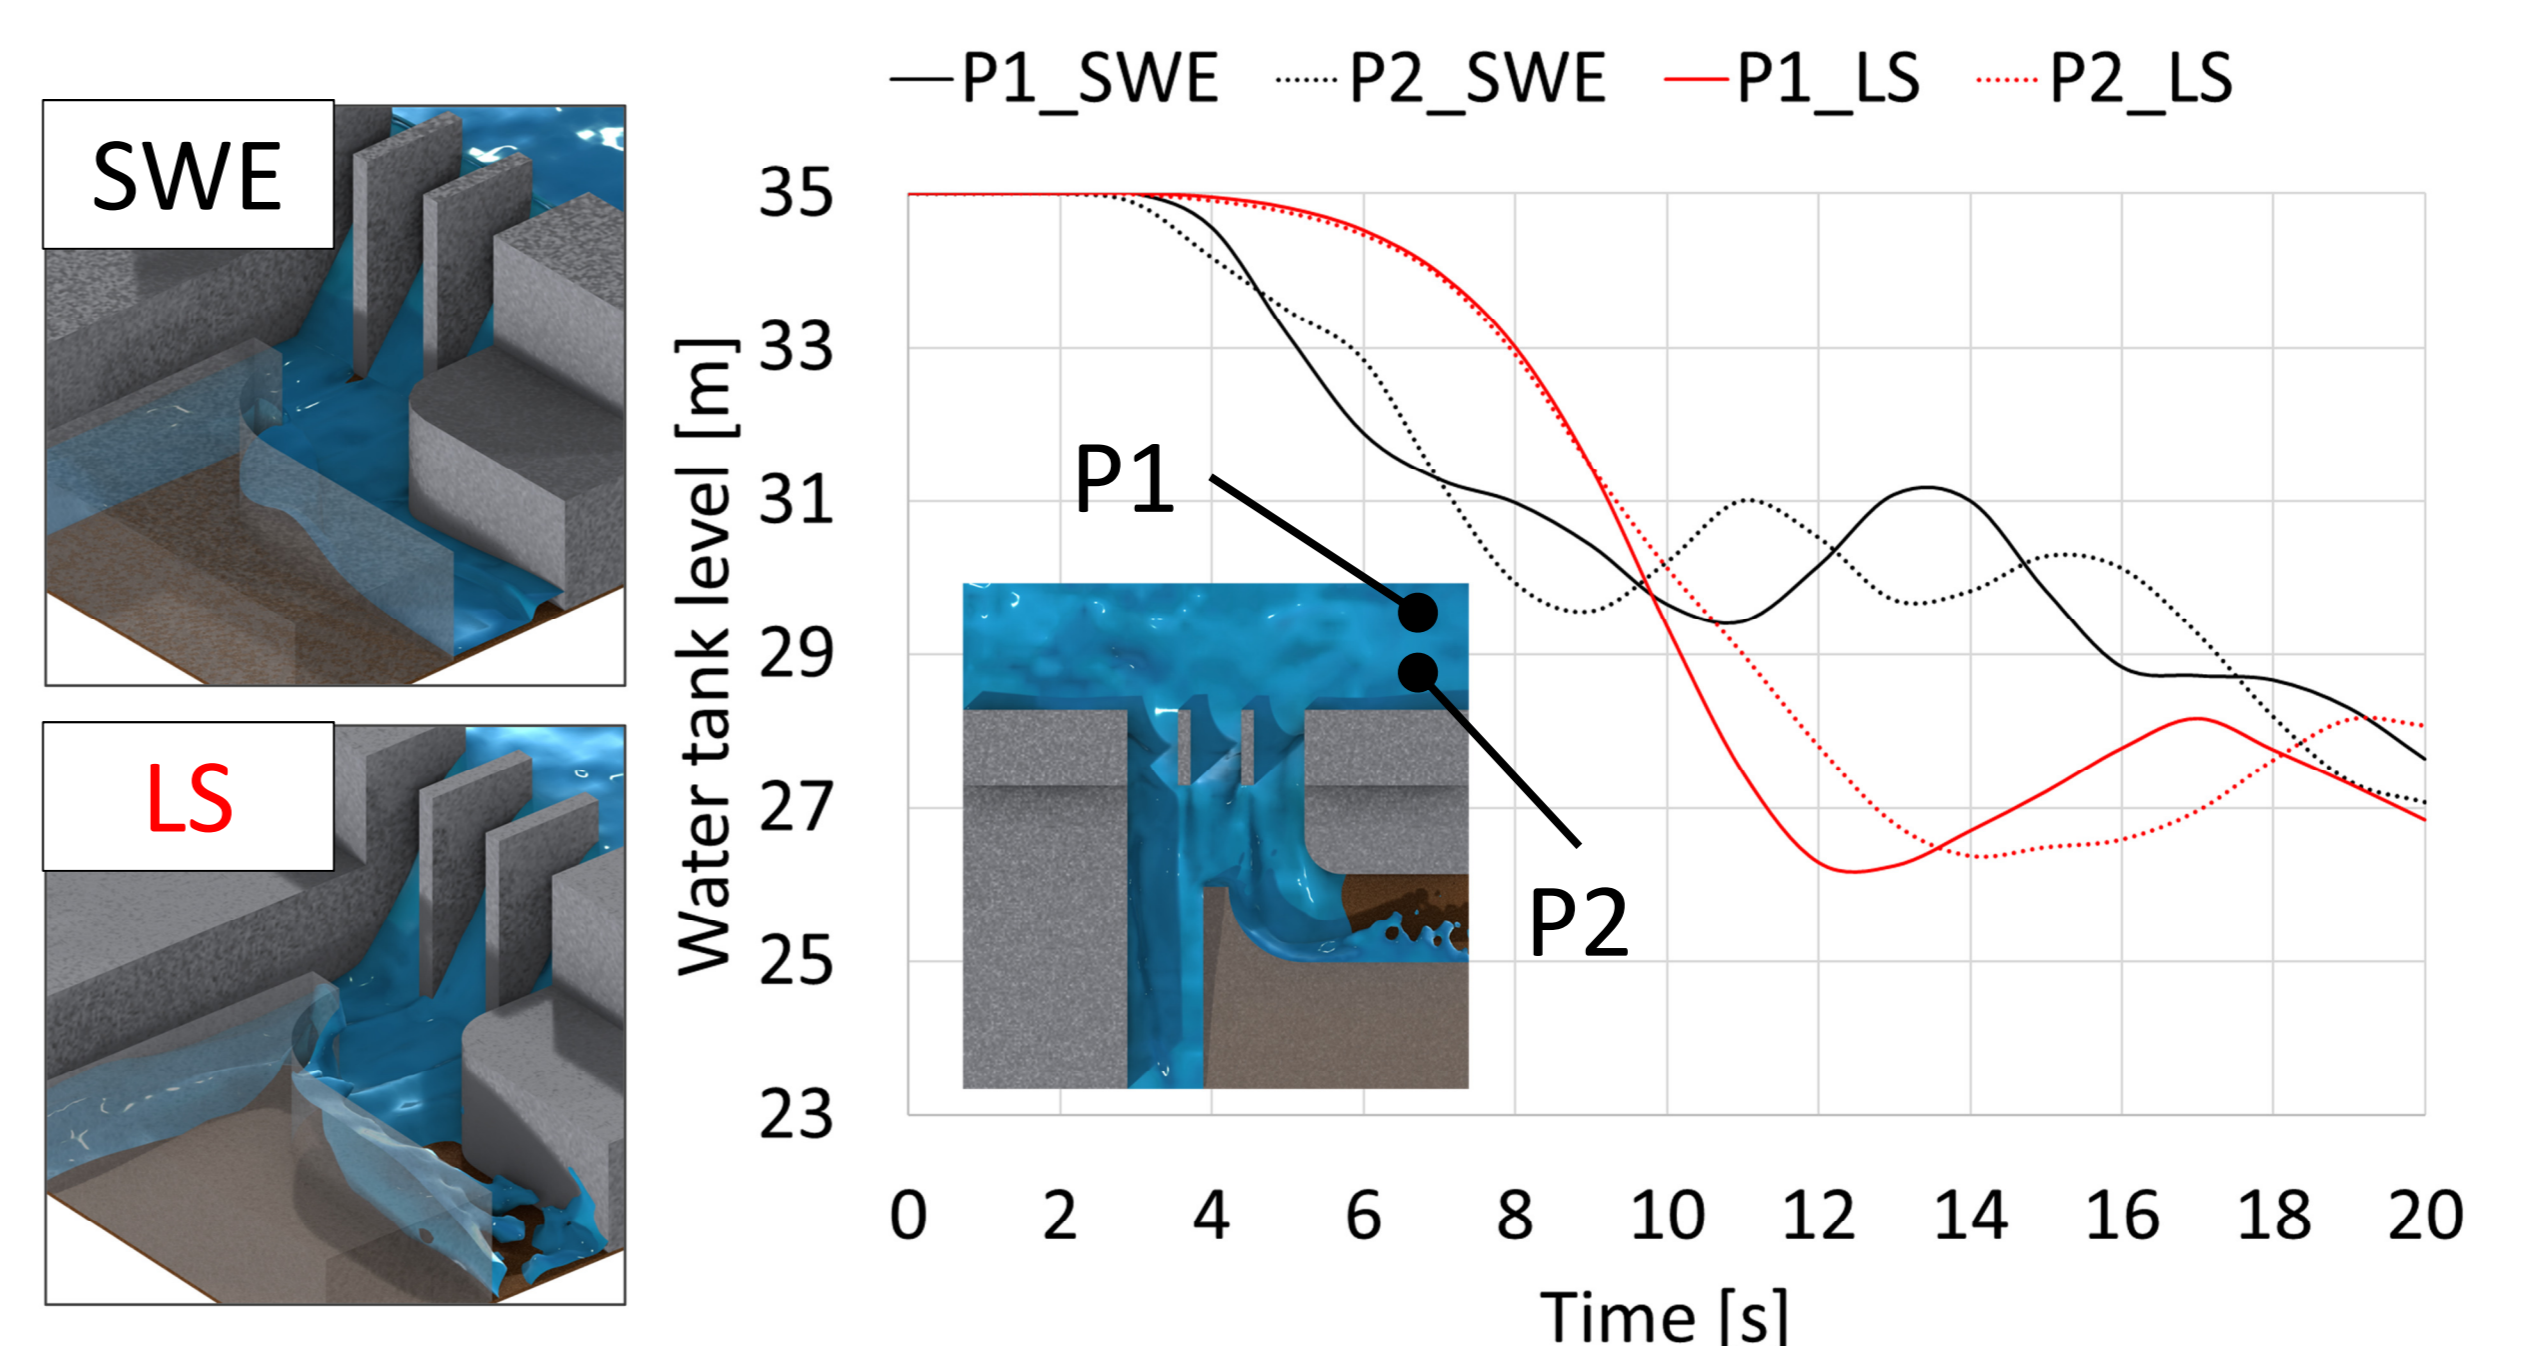 SWE
LS
P1_SWE P2_SWE P1_LS P2_LS
Water tank level [m]
35
33
31
29
27
25
23
P1
P2
0 2 4 6 8 10 12 14 16 18 20
Time [s]